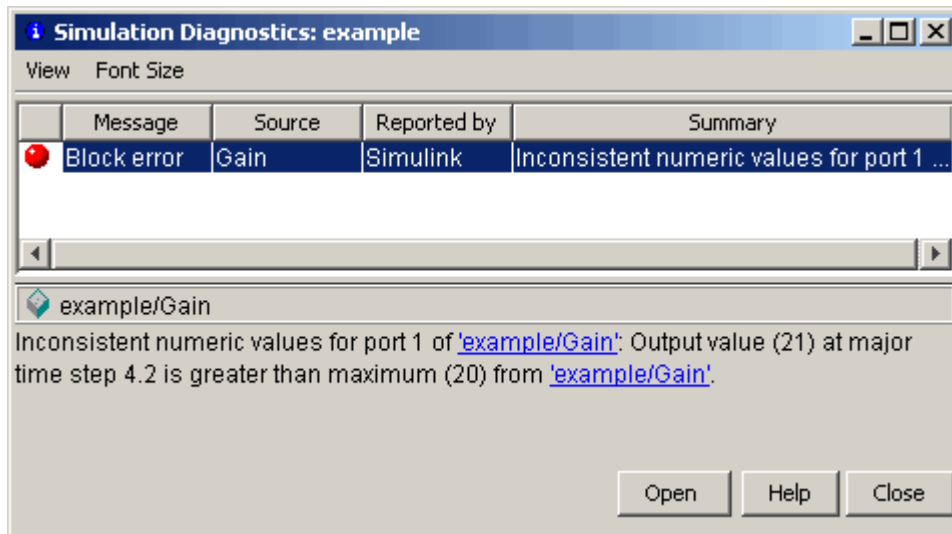 Simulation Diagnostics: example
View Font Size
Message Source Reported by Summary
Block error Gain Simulink Inconsistent numeric values for port 1 ...
example/Gain
Inconsistent numeric values for port 1 of 'example/Gain': Output value (21) at major
time step 4.2 is greater than maximum (20) from 'example/Gain'.
Open Help Close